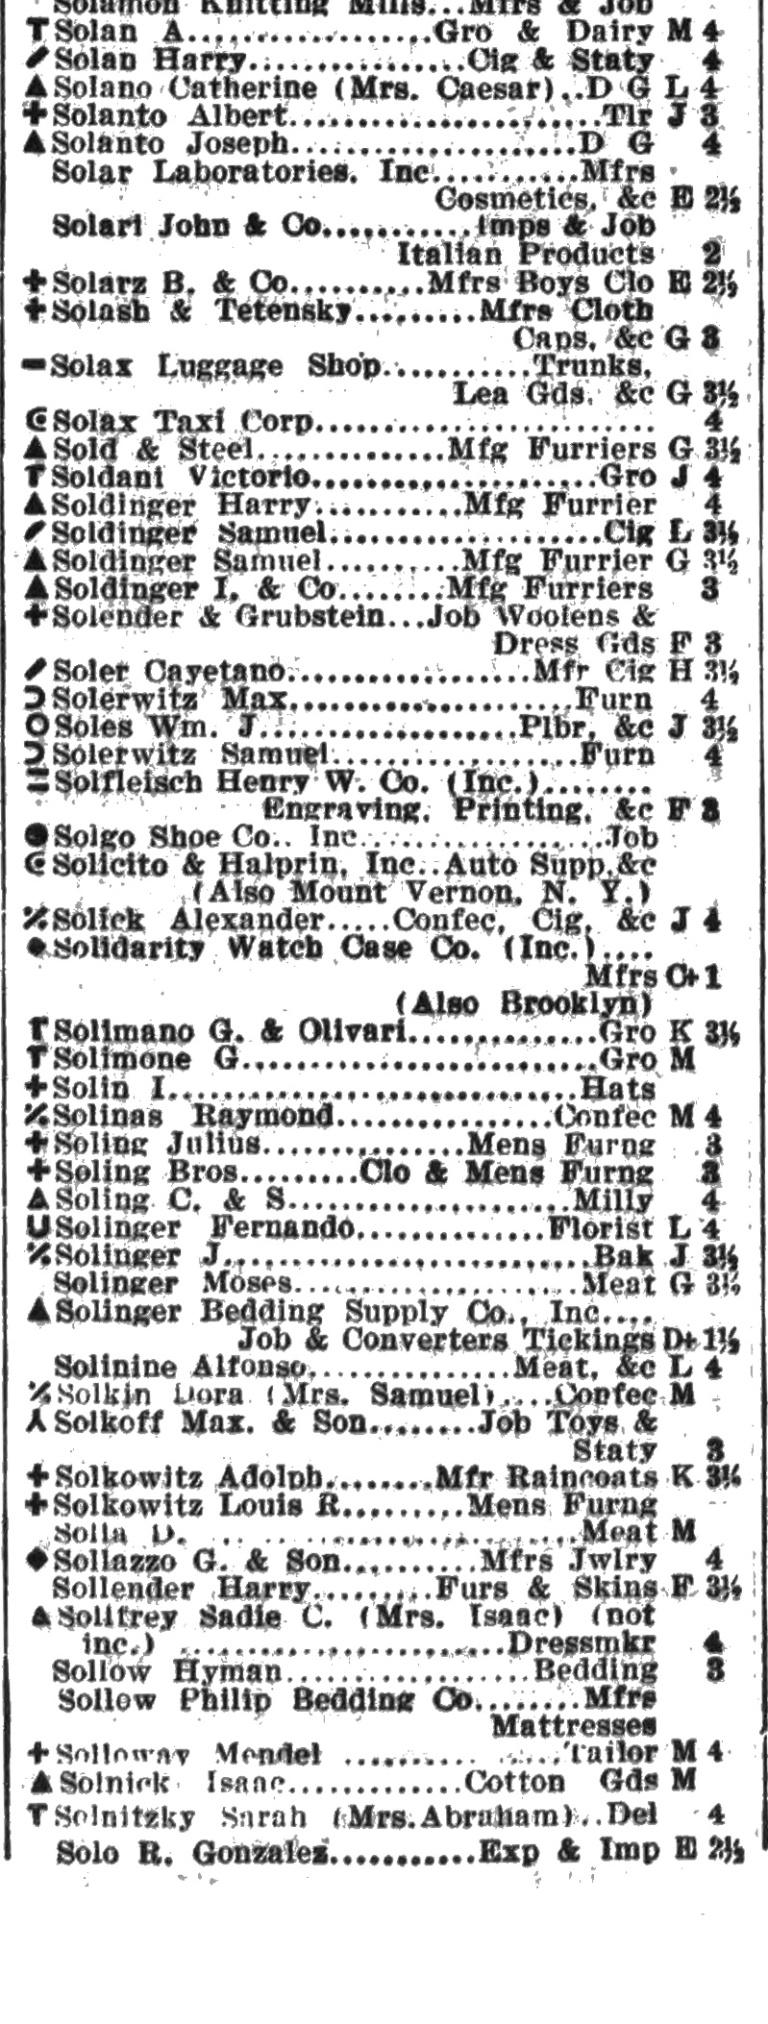 Solamon Knitting Mills...Mfrs & Job
T Solan A..................Gro & Dairy M 4
Solan Harry................Cig & Staty 4
▲ Solano Catherine (Mrs. Caesar)..D G L 4
+ Solanto Albert.......................Tlr J 3
▲ Solanto Joseph.....................D G 4
Solar Laboratories, Inc...........Mfrs
Cosmetics, &c E 2½
Solari John & Co...........Imps & Job
Italian Products 2
+ Solarz B. & Co..........Mfrs Boys Clo E 2½
+ Solash & Tetensky.........Mfrs Cloth
Caps, &c G 3
Solax Luggage Shop...........Trunks,
Lea Gds, &c G 3½
Solax Taxi Corp......................... 4
▲ Sold & Steel..............Mfg Furriers G 3½
T Soldani Victorio.....................Gro J 4
▲ Soldinger Harry...........Mfg Furrier 4
Soldinger Samuel....................Cig L 3½
▲ Soldinger Samuel..........Mfg Furrier G 3½
▲ Soldinger I. & Co........Mfg Furriers 3
+ Solender & Grubstein...Job Woolens &
Dress Gds F 3
Soler Cayetano..................Mfr Cig H 3½
Solerwitz Max.....................Furn 4
O Soles Wm. J...................Plbr, &c J 3½
Solerwitz Samuel..................Furn 4
= Solfleisch Henry W. Co. (Inc.)........
Engraving, Printing, &c F 3
● Solgo Shoe Co., Inc..................Job
Solicito & Halprin, Inc..Auto Supp,&c
(Also Mount Vernon, N. Y.)
Solick Alexander.....Confec, Cig, &c J 4
Solidarity Watch Case Co. (Inc.)....
Mfrs C+ 1
(Also Brooklyn)
T Solimano G. & Olivari..............Gro K 3½
T Solimone G..........................Gro M
+ Solin I..............................Hats
Solinas Raymond................Confec M 4
+ Soling Julius...............Mens Furng 3
+ Soling Bros.........Clo & Mens Furng 3
▲ Soling C. & S.....................Milly 4
U Solinger Fernando..............Florist L 4
Solinger J...........................Bak J 3½
Solinger Moses.....................Meat G 3½
▲ Solinger Bedding Supply Co., Inc....
Job & Converters Tickings D+ 1½
Solinine Alfonso...............Meat, &c L 4
Solkin Dora (Mrs. Samuel)....Confec M
Solkoff Max. & Son........Job Toys &
Staty 3
+ Solkowitz Adolph........Mfr Raincoats K 3½
+ Solkowitz Louis R.........Mens Furng
Solla D. ...........................Meat M
◆ Sollazzo G. & Son..........Mfrs Jwlry 4
Sollender Harry.........Furs & Skins F 3½
▲ Sollfrey Sadie C. (Mrs. Isaac) (not
inc.) ........................Dressmkr 4
Sollow Hyman..................Bedding 3
Sollow Philip Bedding Co........Mfrs
Mattresses
+ Solloway Mendel ................Tailor M 4
▲ Solnick Isaac.............Cotton Gds M
T Solnitzky Sarah (Mrs. Abraham)..Del 4
Solo R. Gonzalez...........Exp & Imp E 2½